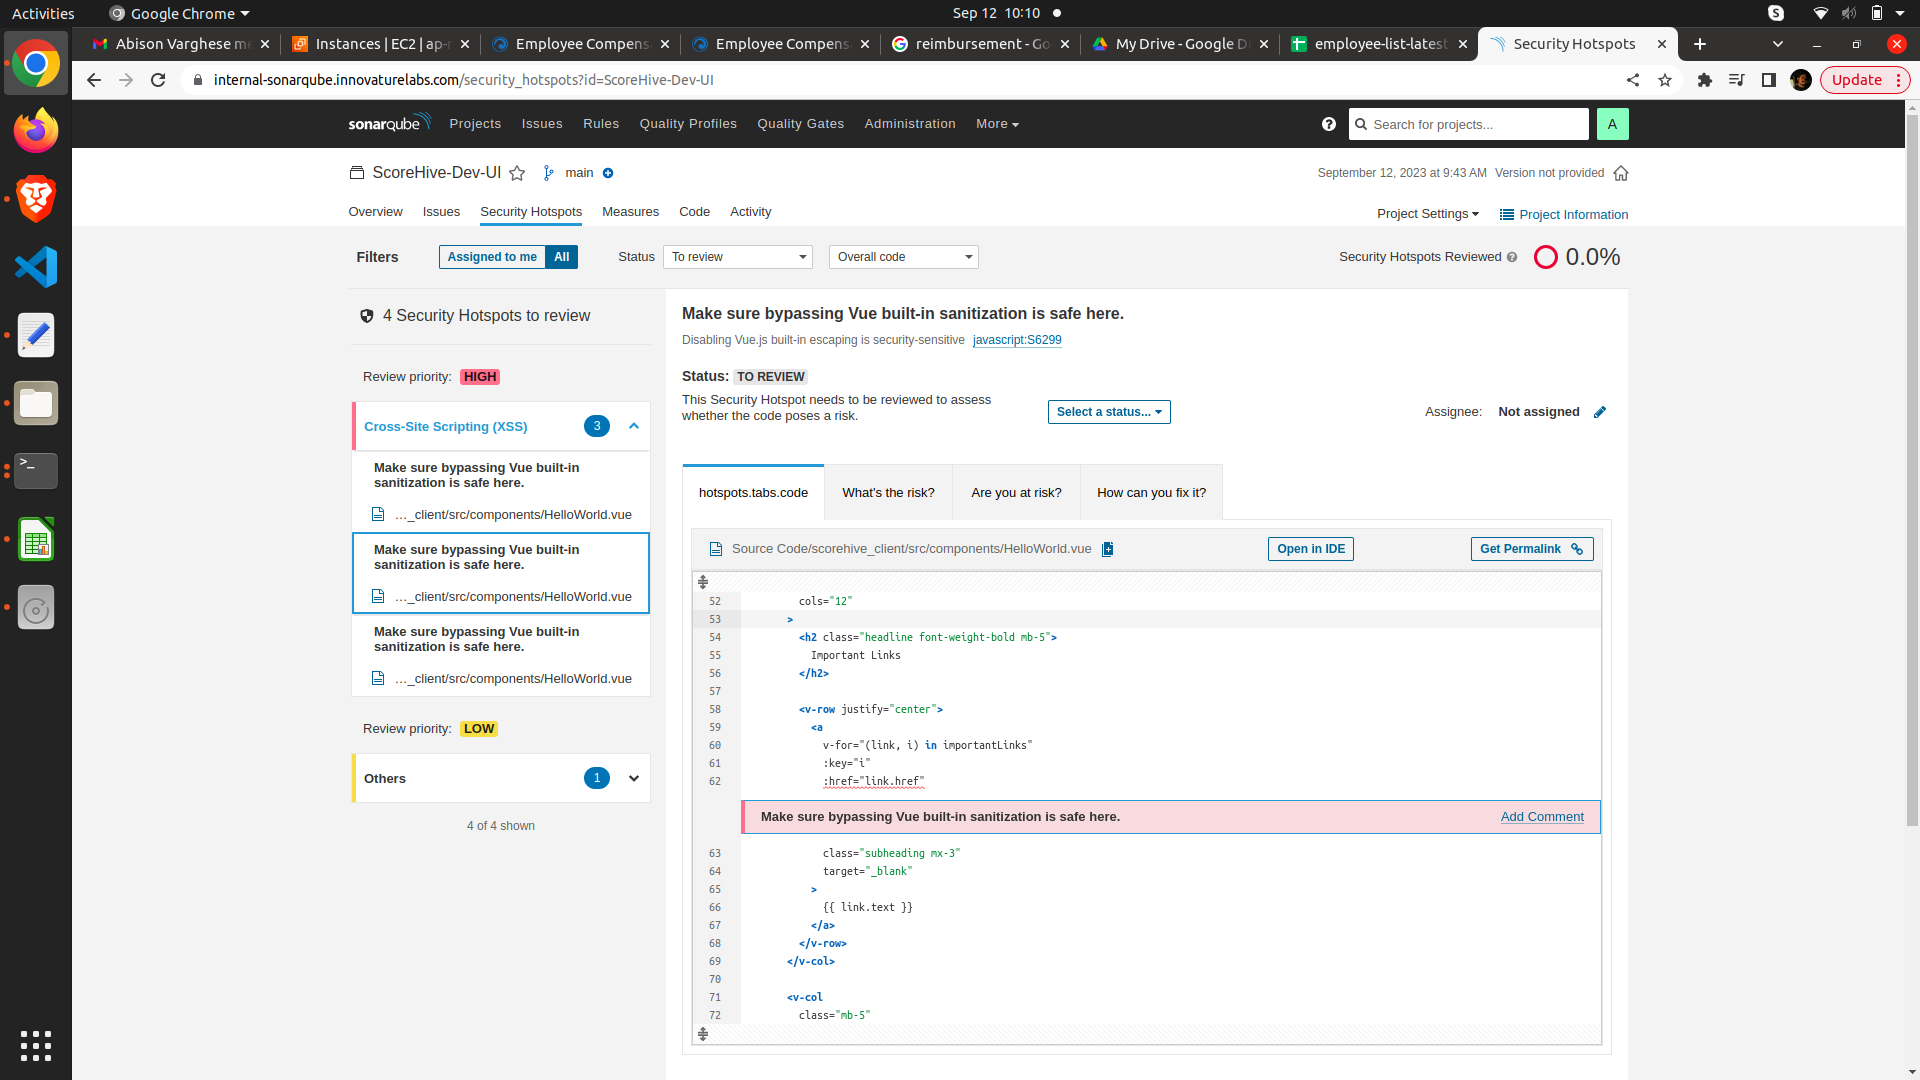 Activities
Google Chrome
Sep 12 10:10
Abison Varghese me
Instances | EC2 | ap-
Employee Compens
Employee Compens
reimbursement - Go
My Drive - Google D
employee-list-latest
Security Hotspots
internal-sonarqube.innovaturelabs.com/security_hotspots?id=ScoreHive-Dev-UI
Update
sonarqube
Projects
Issues
Rules
Quality Profiles
Quality Gates
Administration
More
Search for projects...
A
ScoreHive-Dev-UI
main
September 12, 2023 at 9:43 AM
Version not provided
Overview
Issues
Security Hotspots
Measures
Code
Activity
Project Settings
Project Information
Filters
Assigned to me
All
Status
To review
Overall code
Security Hotspots Reviewed
0.0%
4 Security Hotspots to review
Review priority: HIGH
Cross-Site Scripting (XSS)
3
Make sure bypassing Vue built-in
sanitization is safe here.
…_client/src/components/HelloWorld.vue
Make sure bypassing Vue built-in
sanitization is safe here.
…_client/src/components/HelloWorld.vue
Make sure bypassing Vue built-in
sanitization is safe here.
…_client/src/components/HelloWorld.vue
Review priority: LOW
Others
1
4 of 4 shown
Make sure bypassing Vue built-in sanitization is safe here.
Disabling Vue.js built-in escaping is security-sensitive javascript:S6299
Status: TO REVIEW
This Security Hotspot needs to be reviewed to assess
whether the code poses a risk.
Select a status...
Assignee: Not assigned
hotspots.tabs.code
What's the risk?
Are you at risk?
How can you fix it?
Source Code/scorehive_client/src/components/HelloWorld.vue
Open in IDE
Get Permalink
52 cols="12"
53 >
54 <h2 class="headline font-weight-bold mb-5">
55 Important Links
56 </h2>
57
58 <v-row justify="center">
59 <a
60 v-for="(link, i) in importantLinks"
61 :key="i"
62 :href="link.href"
Make sure bypassing Vue built-in sanitization is safe here.
Add Comment
63 class="subheading mx-3"
64 target="_blank"
65 >
66 {{ link.text }}
67 </a>
68 </v-row>
69 </v-col>
70
71 <v-col
72 class="mb-5"